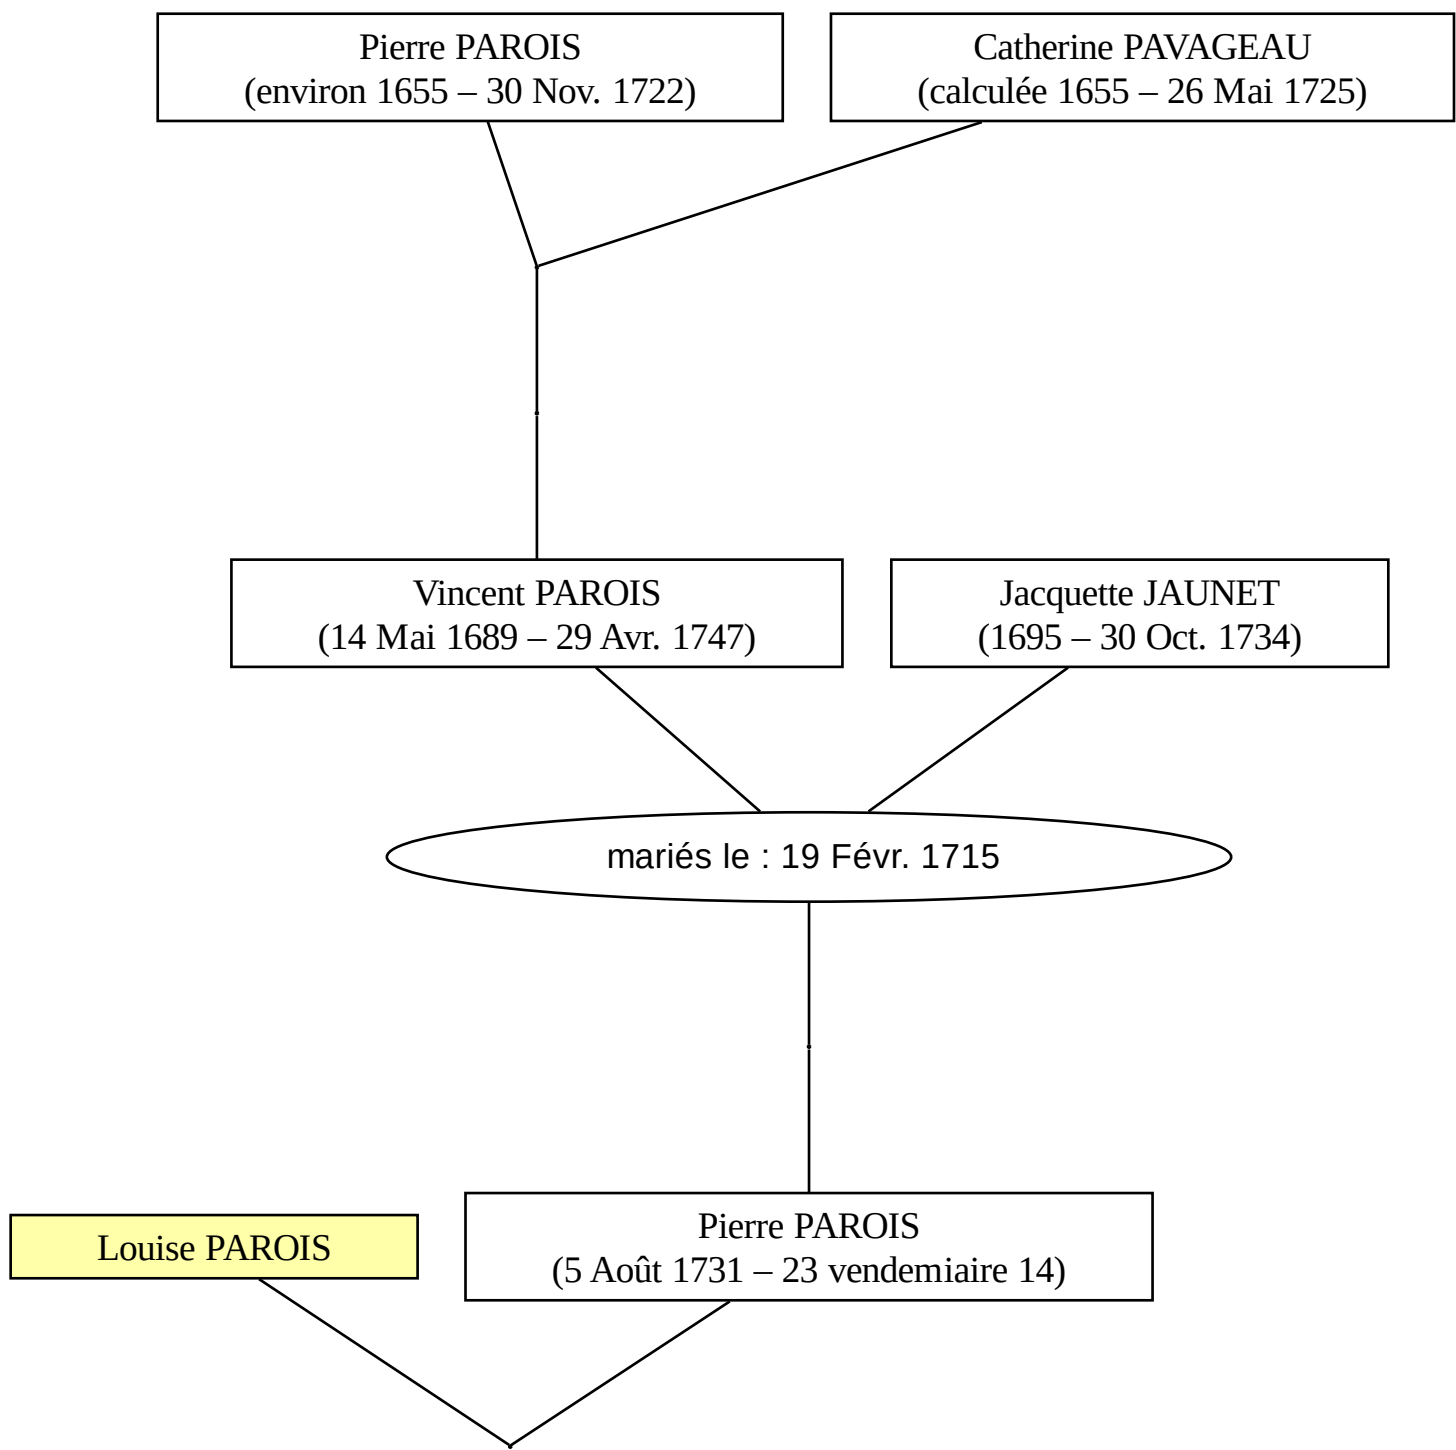 Pierre PAROIS
(environ 1655 – 30 Nov. 1722)
Catherine PAVAGEAU
(calculée 1655 – 26 Mai 1725)
Vincent PAROIS
(14 Mai 1689 – 29 Avr. 1747)
Jacquette JAUNET
(1695 – 30 Oct. 1734)
mariés le : 19 Févr. 1715
Louise PAROIS
Pierre PAROIS
(5 Août 1731 – 23 vendemiaire 14)